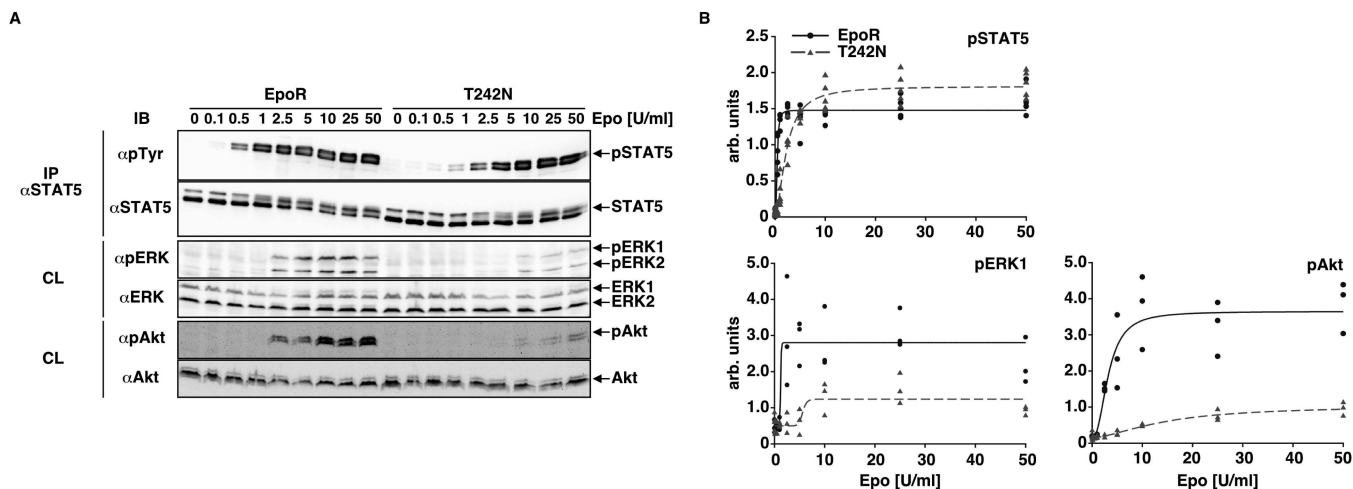 A
EpoR T242N
IB 0 0.1 0.5 1 2.5 5 10 25 50 0 0.1 0.5 1 2.5 5 10 25 50 Epo [U/ml]
IP
αSTAT5
αpTyr pSTAT5
αSTAT5 STAT5
CL
αpERK pERK1
pERK2
αERK ERK1
ERK2
CL
αpAkt pAkt
αAkt Akt
B
EpoR
T242N
pSTAT5
arb. units
2.5
2.0
1.5
1.0
0.5
0
0 10 20 30 40 50
pERK1
arb. units
5.0
4.0
3.0
2.0
1.0
0
0 10 20 30 40 50
Epo [U/ml]
pAkt
5.0
4.0
3.0
2.0
1.0
0
0 10 20 30 40 50
Epo [U/ml]